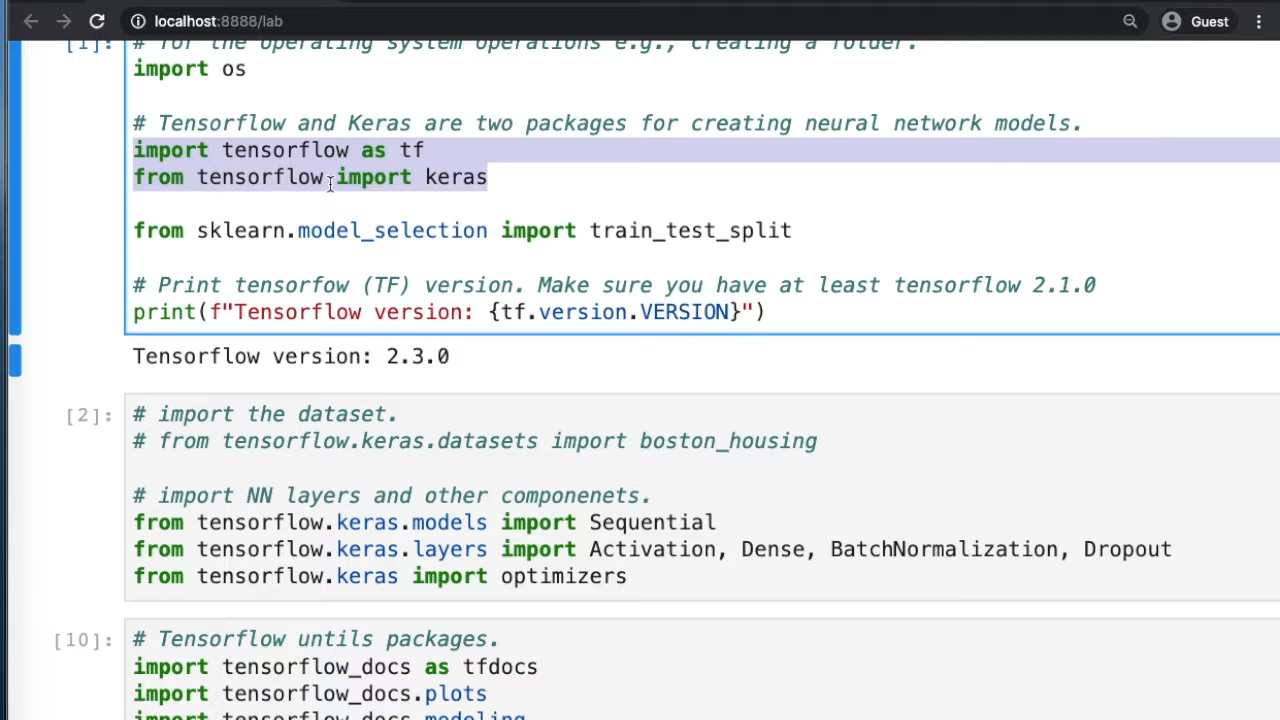 localhost:8888/lab
Guest
[1]: # for the operating system operations e.g., creating a folder.
import os
# Tensorflow and Keras are two packages for creating neural network models.
import tensorflow as tf
from tensorflow import keras
from sklearn.model_selection import train_test_split
# Print tensorfow (TF) version. Make sure you have at least tensorflow 2.1.0
print(f"Tensorflow version: {tf.version.VERSION}")
Tensorflow version: 2.3.0
[2]: # import the dataset.
# from tensorflow.keras.datasets import boston_housing
# import NN layers and other componenets.
from tensorflow.keras.models import Sequential
from tensorflow.keras.layers import Activation, Dense, BatchNormalization, Dropout
from tensorflow.keras import optimizers
[10]: # Tensorflow untils packages.
import tensorflow_docs as tfdocs
import tensorflow_docs.plots
import tensorflow_docs.modeling